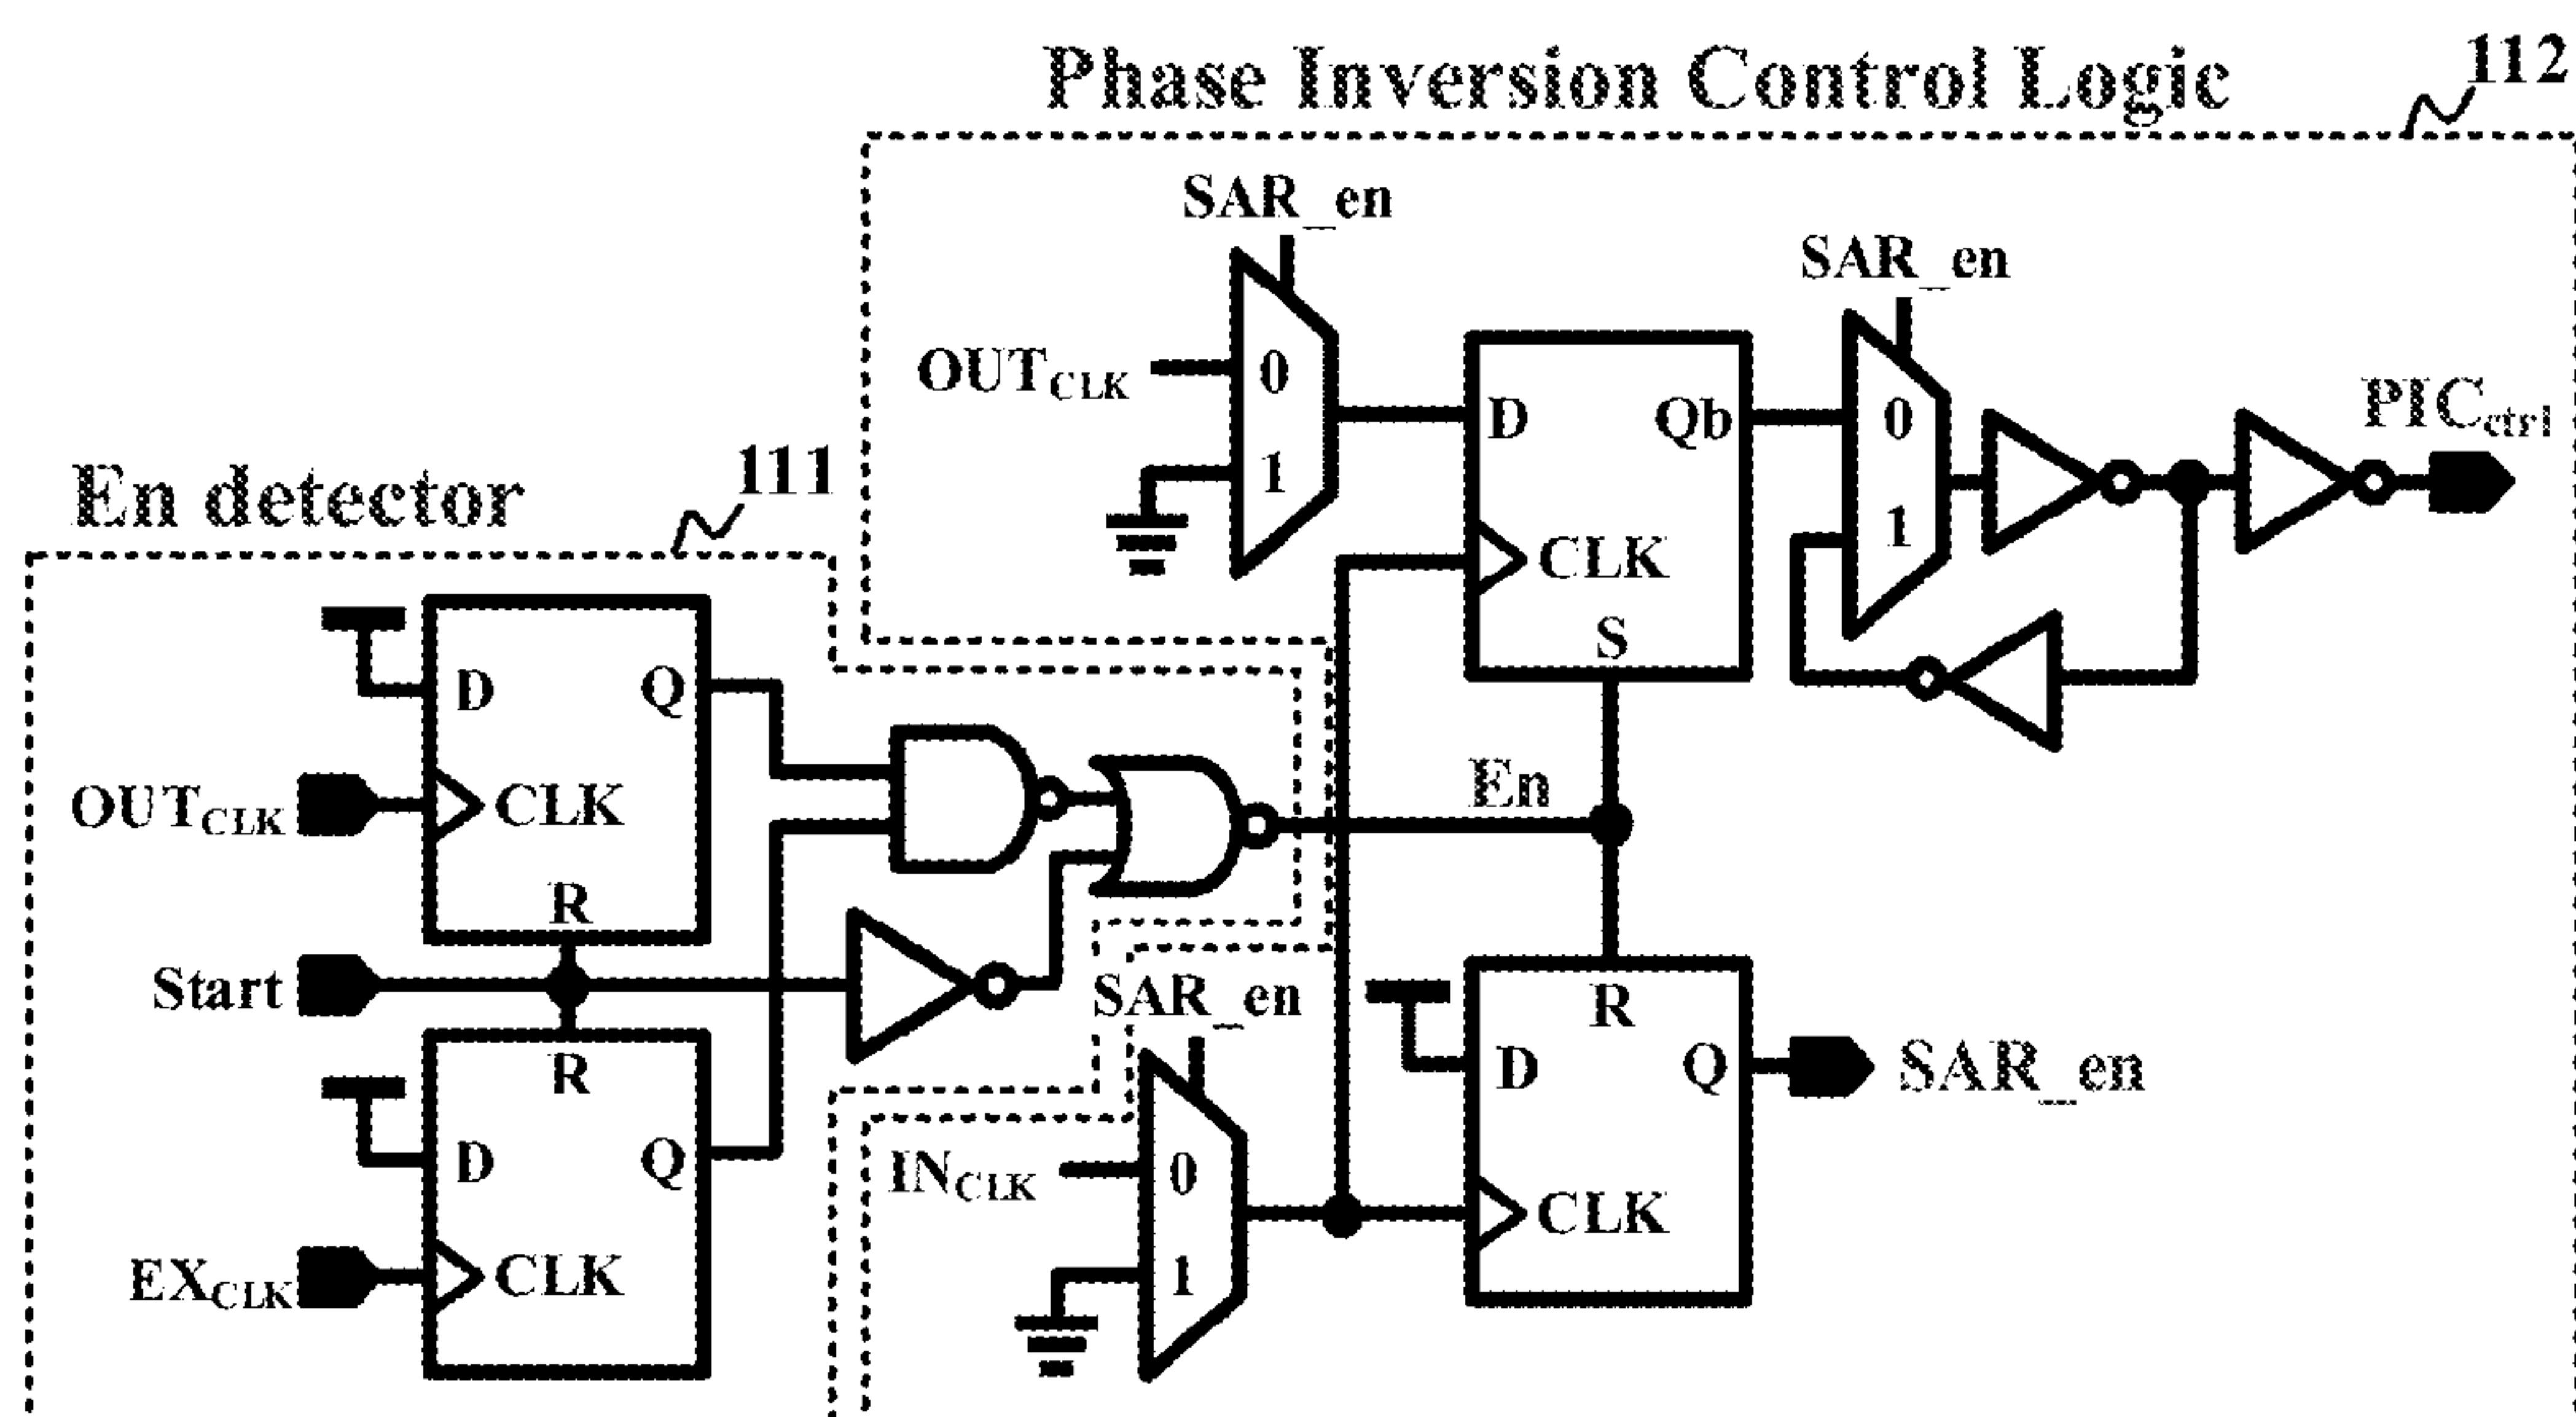 Phase Inversion Control Logic
112
SAR_en
SAR_en
OUTCLK
0
1
D
Qb
CLK
S
0
1
PICctrl
En detector
111
D
Q
OUTCLK
CLK
R
En
Start
SAR_en
R
D
Q
EXCLK
CLK
INCLK
0
1
R
D
Q
SAR_en
CLK